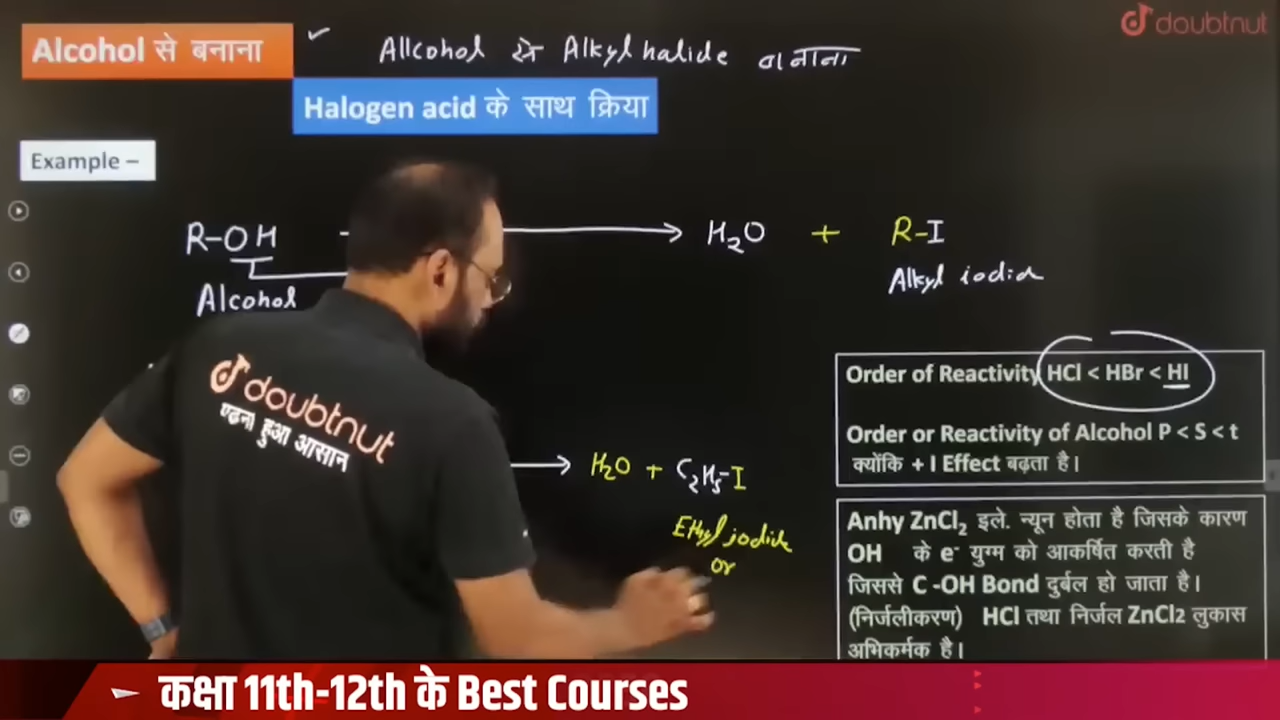 doubtnut
Alcohol से बनाना
Allcohol से Alkyl halide बनाना
Halogen acid के साथ क्रिया
Example –
R-OH → H₂O + R-I
Alcohol
Alkyl iodid
doubtnut
पढ़ना हुआ आसान
Order of Reactivity HCl < HBr < HI
Order or Reactivity of Alcohol P < S < t
क्योंकि + I Effect बढ़ता है।
→ H₂O + C₂H₅-I
Ethyl iodide
or
Anhy ZnCl₂ इले. न्यून होता है जिसके कारण
OH के e⁻ युग्म को आकर्षित करती है
जिससे C -OH Bond दुर्बल हो जाता है।
(निर्जलीकरण) HCl तथा निर्जल ZnCl2 लुकास
अभिकर्मक है।
कक्षा 11th-12th के Best Courses